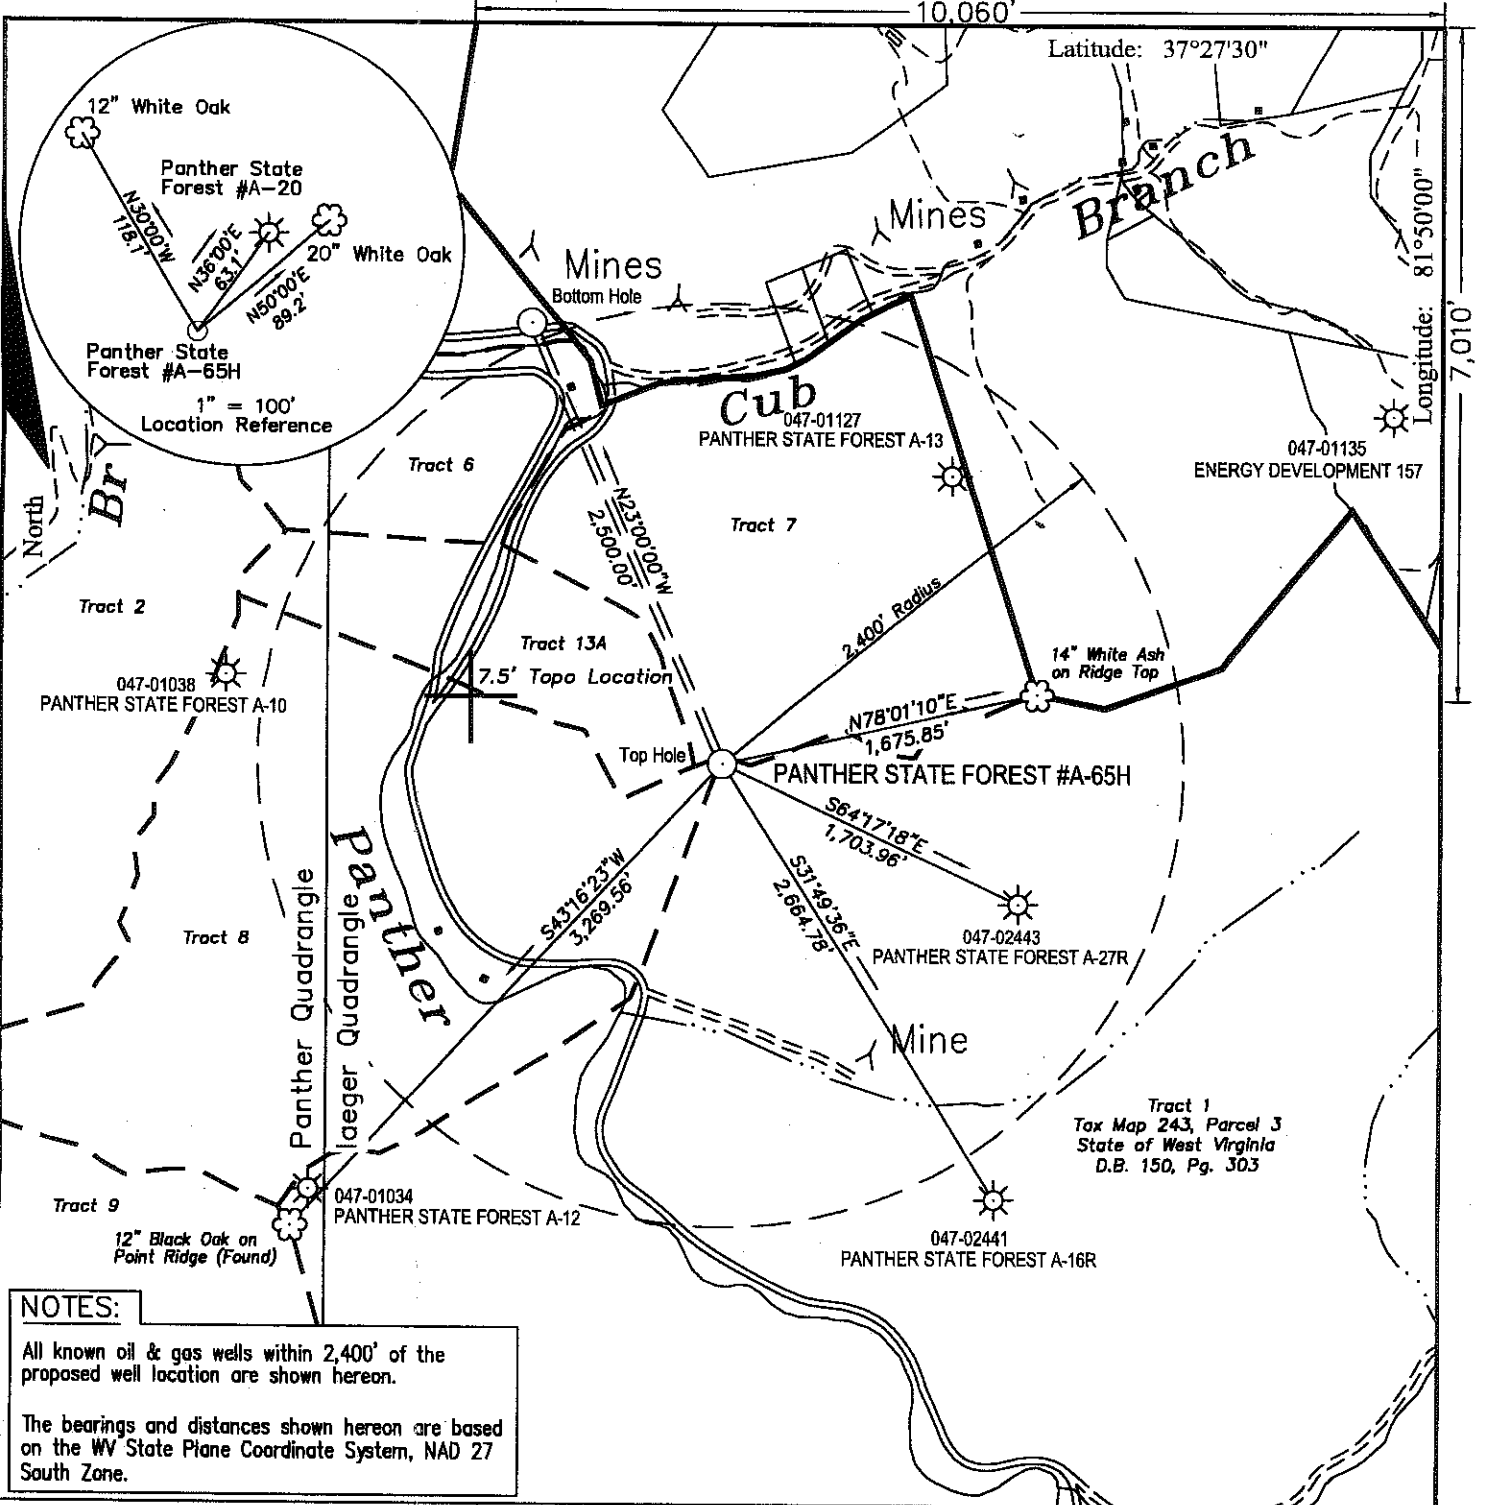 10,060'
Latitude: 37°27'30"
Longitude: 81°50'00"
7,010'
12" White Oak
Panther State
Forest #A-20
N30°00'W
118.1'
N36°00'E
63.1'
20" White Oak
N50°00'E
89.2'
Panther State
Forest #A-65H
1" = 100'
Location Reference
Mines
Mines
Branch
Bottom Hole
Cub
047-01127
PANTHER STATE FOREST A-13
047-01135
ENERGY DEVELOPMENT 157
North
Br
Tract 6
Tract 7
N23°00'00"W
2,500.00'
2,400' Radius
Tract 2
Tract 13A
7.5' Topo Location
14" White Ash
on Ridge Top
047-01038
PANTHER STATE FOREST A-10
Top Hole
N78°01'10"E
1,675.85'
PANTHER STATE FOREST #A-65H
S64°17'18"E
1,703.96'
S31°49'36"E
2,664.78'
S43°16'23"W
3,269.56'
Panther
Tract 8
Panther Quadrangle
Iaeger Quadrangle
047-02443
PANTHER STATE FOREST A-27R
Mine
Tract 1
Tax Map 243, Parcel 3
State of West Virginia
D.B. 150, Pg. 303
Tract 9
047-01034
PANTHER STATE FOREST A-12
12" Black Oak on
Point Ridge (Found)
047-02441
PANTHER STATE FOREST A-16R
NOTES:
All known oil & gas wells within 2,400' of the
proposed well location are shown hereon.
The bearings and distances shown hereon are based
on the WV State Plane Coordinate System, NAD 27
South Zone.